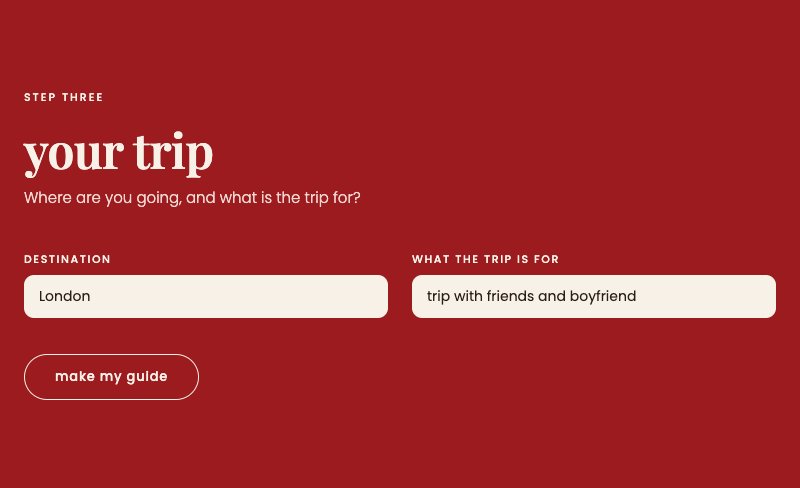 STEP THREE
your trip
Where are you going, and what is the trip for?
DESTINATION
London
WHAT THE TRIP IS FOR
trip with friends and boyfriend
make my guide